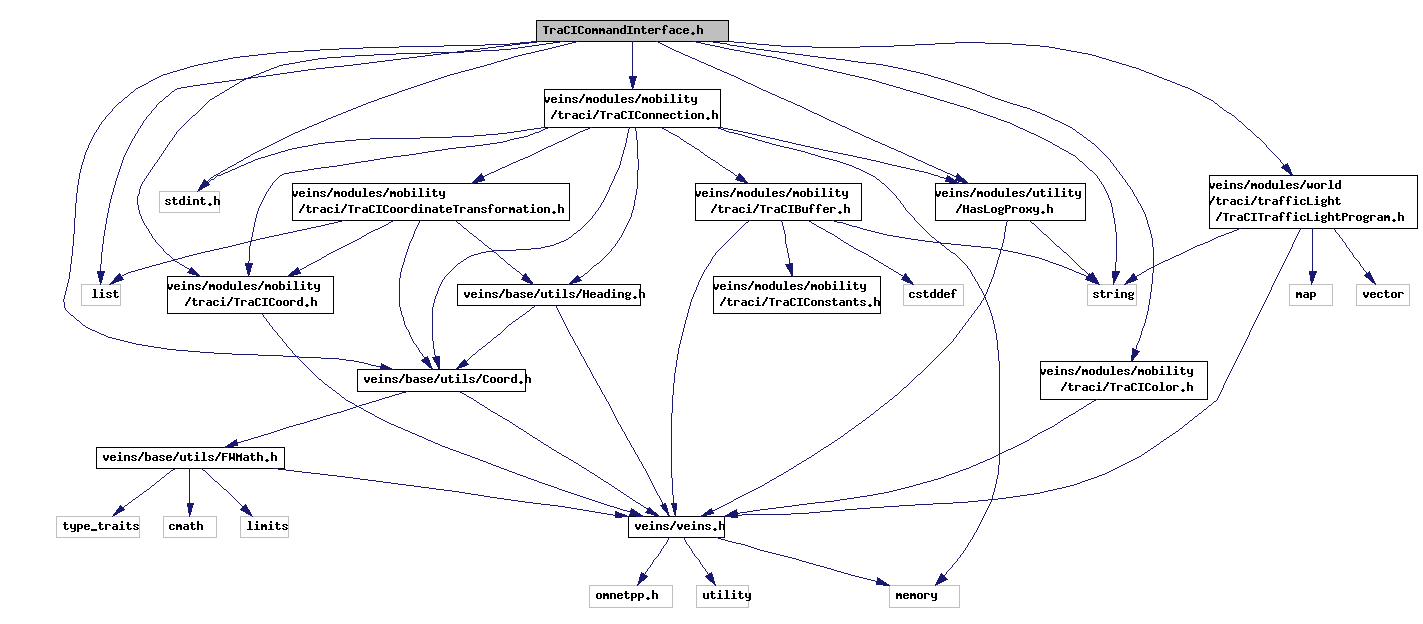 TraCICommandInterface.h
veins/modules/mobility
/traci/TraCIConnection.h
stdint.h
veins/modules/mobility
/traci/TraCICoordinateTransformation.h
veins/modules/mobility
/traci/TraCIBuffer.h
veins/modules/utility
/HasLogProxy.h
veins/modules/world
/traci/trafficLight
/TraCITrafficLightProgram.h
list
veins/modules/mobility
/traci/TraCICoord.h
veins/base/utils/Heading.h
veins/modules/mobility
/traci/TraCIConstants.h
cstddef
string
map
vector
veins/base/utils/Coord.h
veins/modules/mobility
/traci/TraCIColor.h
veins/base/utils/FWMath.h
type_traits
cmath
limits
veins/veins.h
omnetpp.h
utility
memory